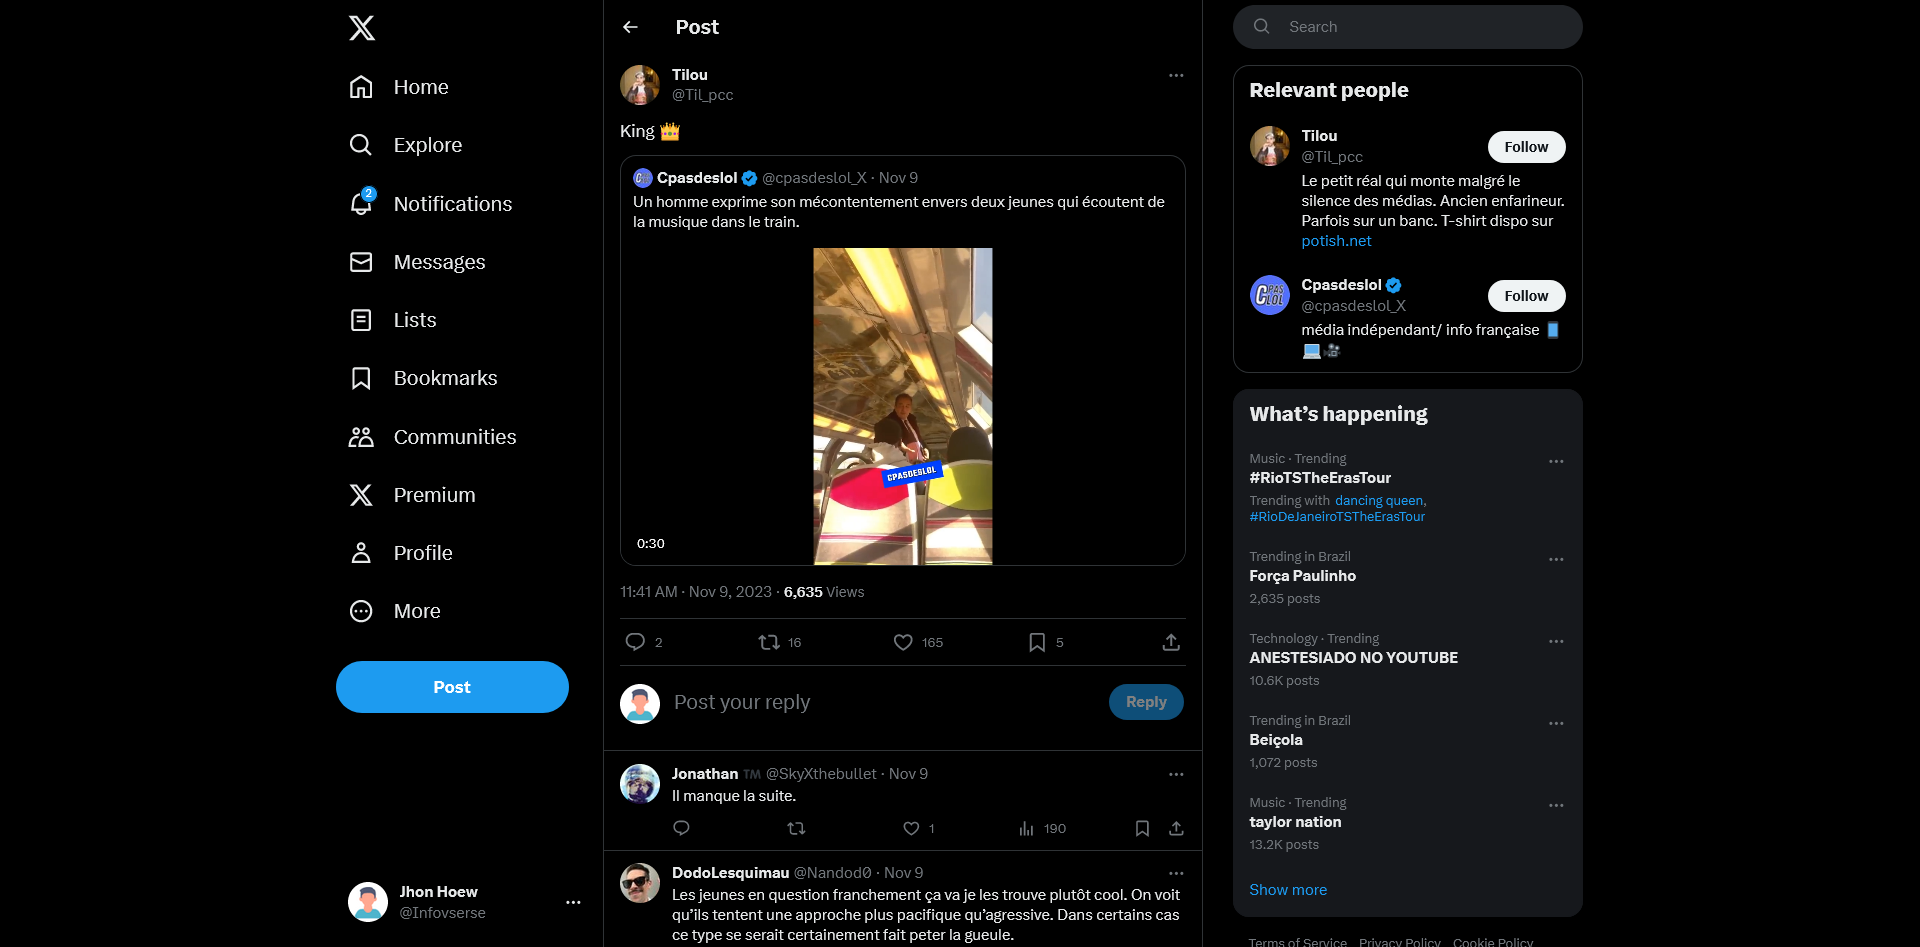 Home
Explore
2
Notifications
Messages
Lists
Bookmarks
Communities
Premium
Profile
More
Post
Jhon Hoew
@Infovserse
Post
Tilou
@Til_pcc
King 👑
Cpasdeslol @cpasdeslol_X · Nov 9
Un homme exprime son mécontentement envers deux jeunes qui écoutent de
la musique dans le train.
CPASDESLOL
0:30
11:41 AM · Nov 9, 2023 · 6,635 Views
2 16 165 5
Post your reply
Reply
Jonathan ™️ @SkyXthebullet · Nov 9
Il manque la suite.
1 190
DodoLesquimau @Nandod0 · Nov 9
Les jeunes en question franchement ça va je les trouve plutôt cool. On voit
qu'ils tentent une approche plus pacifique qu'agressive. Dans certains cas
ce type se serait certainement fait peter la gueule.
Search
Relevant people
Tilou
@Til_pcc
Follow
Le petit réal qui monte malgré le
silence des médias. Ancien enfarineur.
Parfois sur un banc. T-shirt dispo sur
potish.net
CPAS
LOL
Cpasdeslol
@cpasdeslol_X
Follow
média indépendant/ info française 📱
💻🎥
What's happening
Music · Trending
#RioTSTheErasTour
Trending with dancing queen,
#RioDeJaneiroTSTheErasTour
Trending in Brazil
Força Paulinho
2,635 posts
Technology · Trending
ANESTESIADO NO YOUTUBE
10.6K posts
Trending in Brazil
Beiçola
1,072 posts
Music · Trending
taylor nation
13.2K posts
Show more
Terms of Service Privacy Policy Cookie Policy